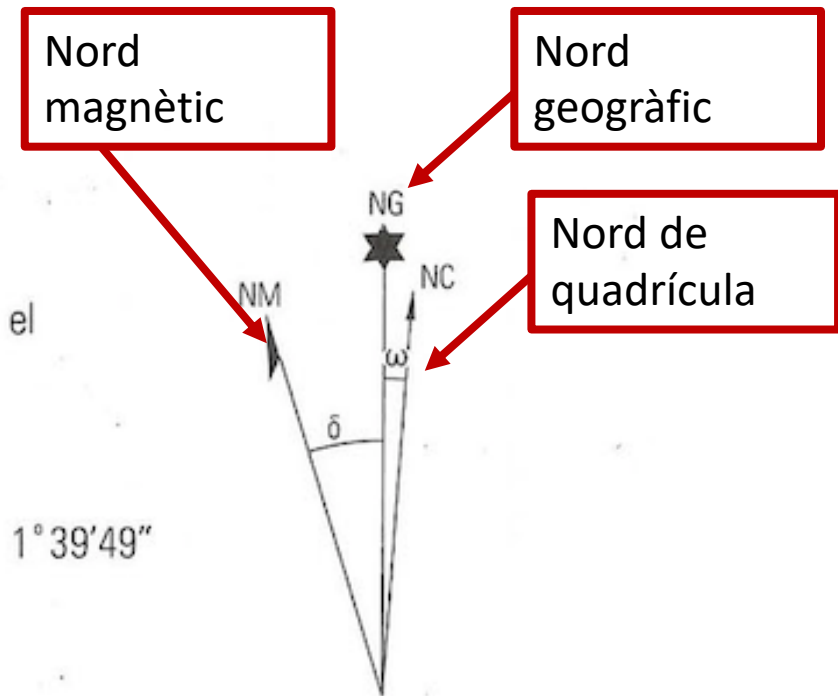 Nord
magnètic
Nord
geogràfic
NG
Nord de
quadrícula
NC
NM
el
ω
δ
1°39'49"